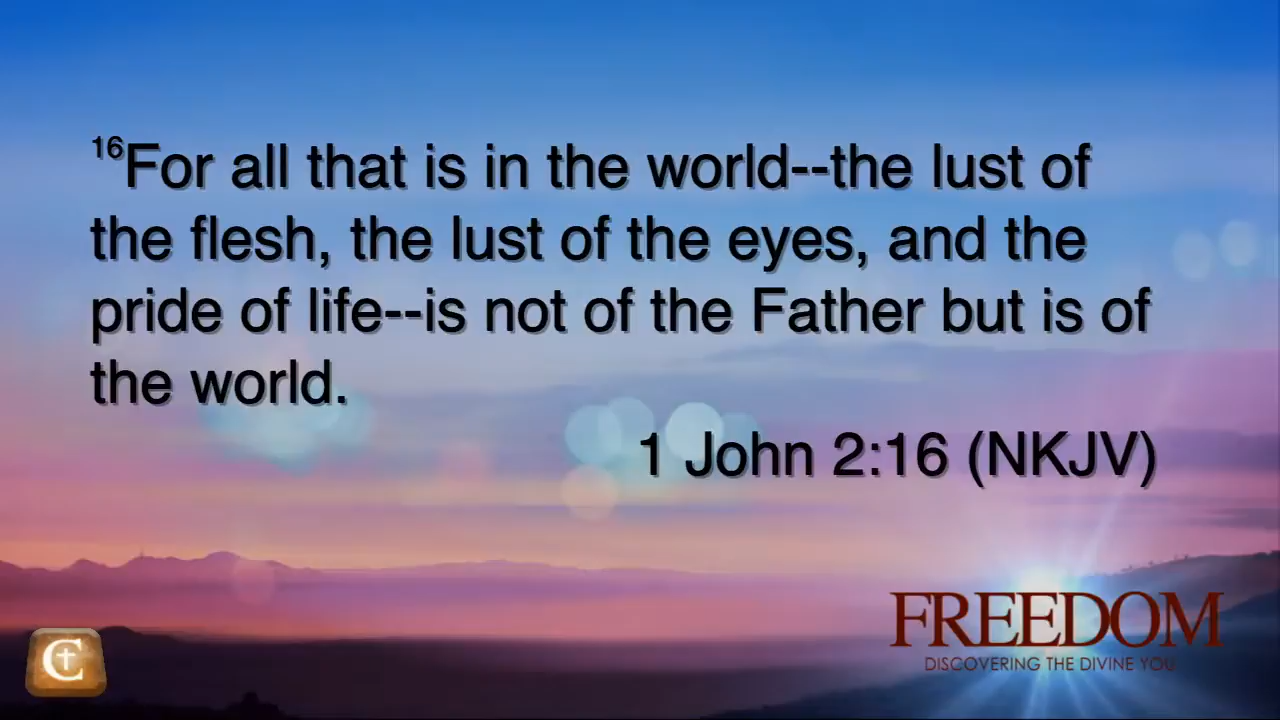 16For all that is in the world--the lust of
the flesh, the lust of the eyes, and the
pride of life--is not of the Father but is of
the world.
1 John 2:16 (NKJV)
FREEDOM
DISCOVERING THE DIVINE YOU
C